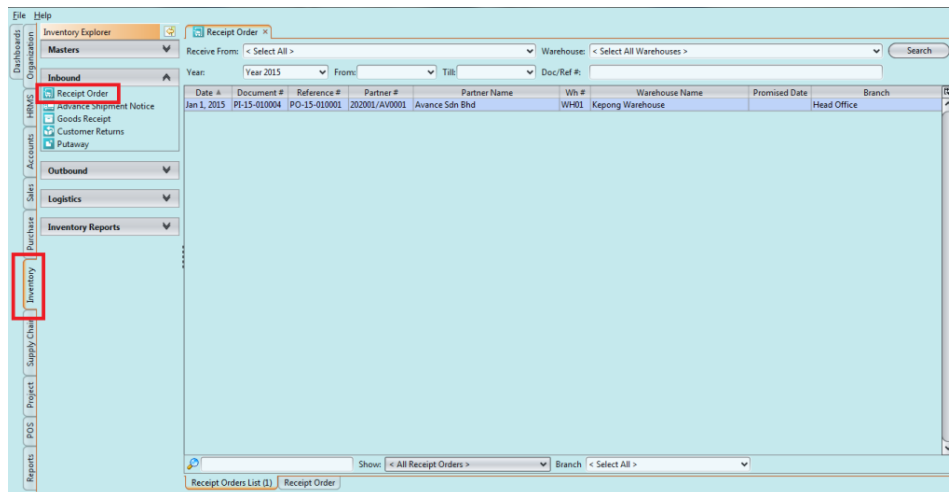 File Help
Dashboards
Organization
HRMS
Accounts
Sales
Purchase
Inventory
Supply Chain
Project
POS
Reports
Inventory Explorer
Masters
Inbound
Receipt Order
Advance Shipment Notice
Goods Receipt
Customer Returns
Putaway
Outbound
Logistics
Inventory Reports
Receipt Order ×
Receive From: < Select All > Warehouse: < Select All Warehouses > Search
Year: Year 2015 From: Till: Doc/Ref #:
Date Document # Reference # Partner # Partner Name Wh # Warehouse Name Promised Date Branch
Jan 1, 2015 PI-15-010004 PO-15-010001 202001/AV0001 Avance Sdn Bhd WH01 Kepong Warehouse Head Office
Show: < All Receipt Orders > Branch < Select All >
Receipt Orders List (1) Receipt Order